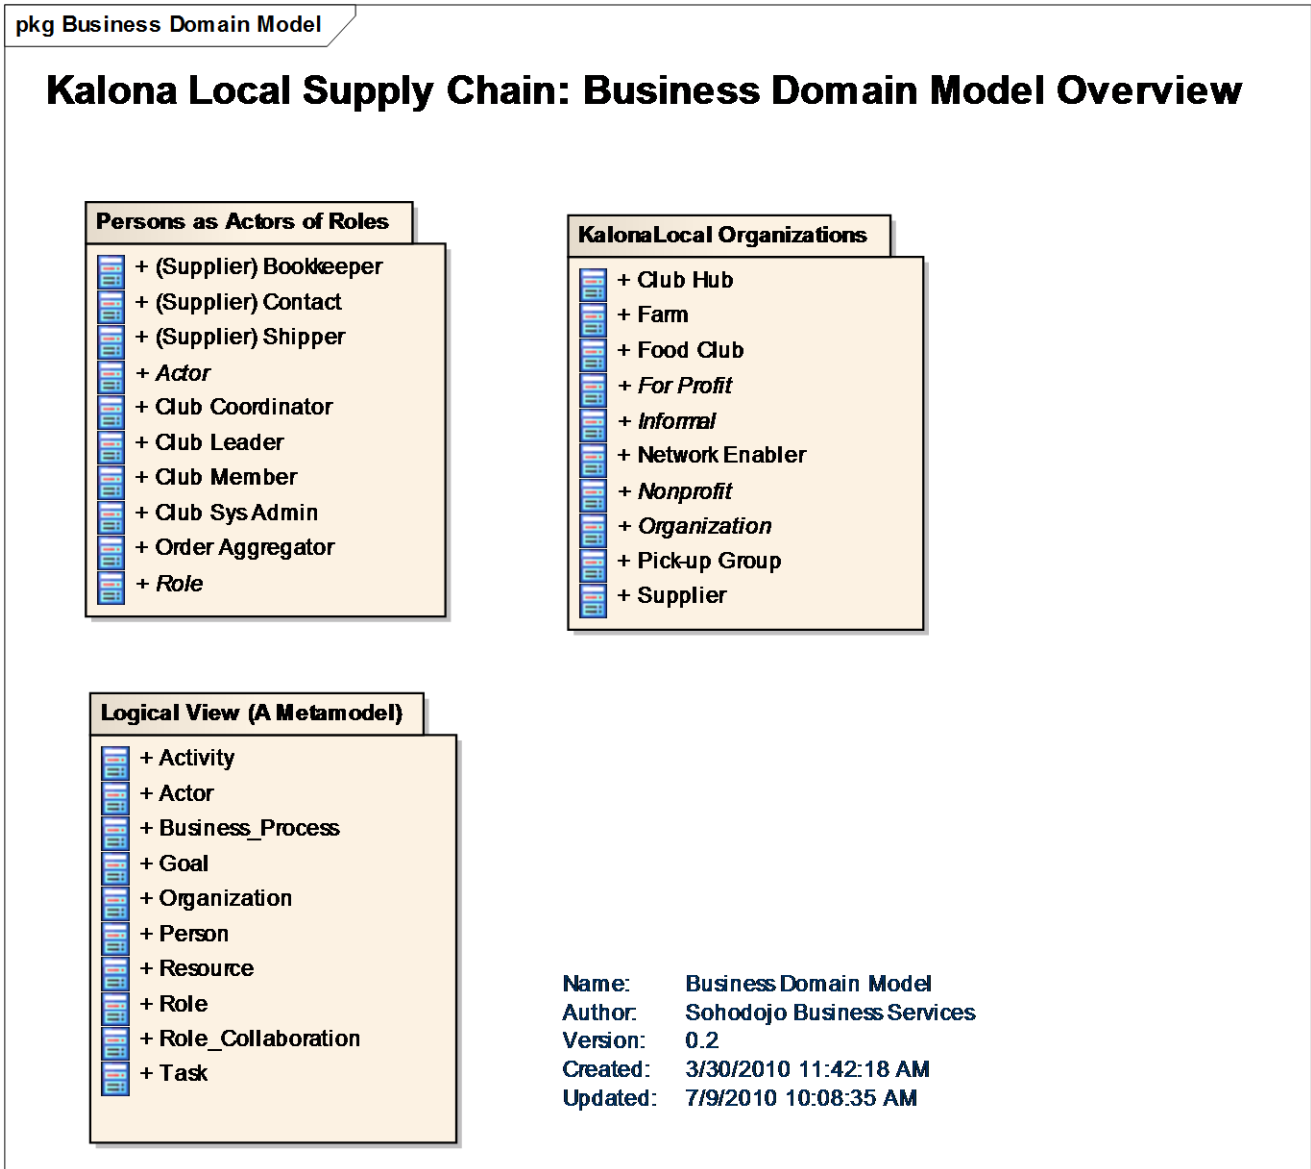 pkg Business Domain Model
Kalona Local Supply Chain: Business Domain Model Overview
Persons as Actors of Roles
+ (Supplier) Bookkeeper
+ (Supplier) Contact
+ (Supplier) Shipper
+ Actor
+ Club Coordinator
+ Club Leader
+ Club Member
+ Club Sys Admin
+ Order Aggregator
+ Role
KalonaLocal Organizations
+ Club Hub
+ Farm
+ Food Club
+ For Profit
+ Informal
+ Network Enabler
+ Nonprofit
+ Organization
+ Pick-up Group
+ Supplier
Logical View (A Metamodel)
+ Activity
+ Actor
+ Business_Process
+ Goal
+ Organization
+ Person
+ Resource
+ Role
+ Role_Collaboration
+ Task
Name: Business Domain Model
Author: Sohodojo Business Services
Version: 0.2
Created: 3/30/2010 11:42:18 AM
Updated: 7/9/2010 10:08:35 AM